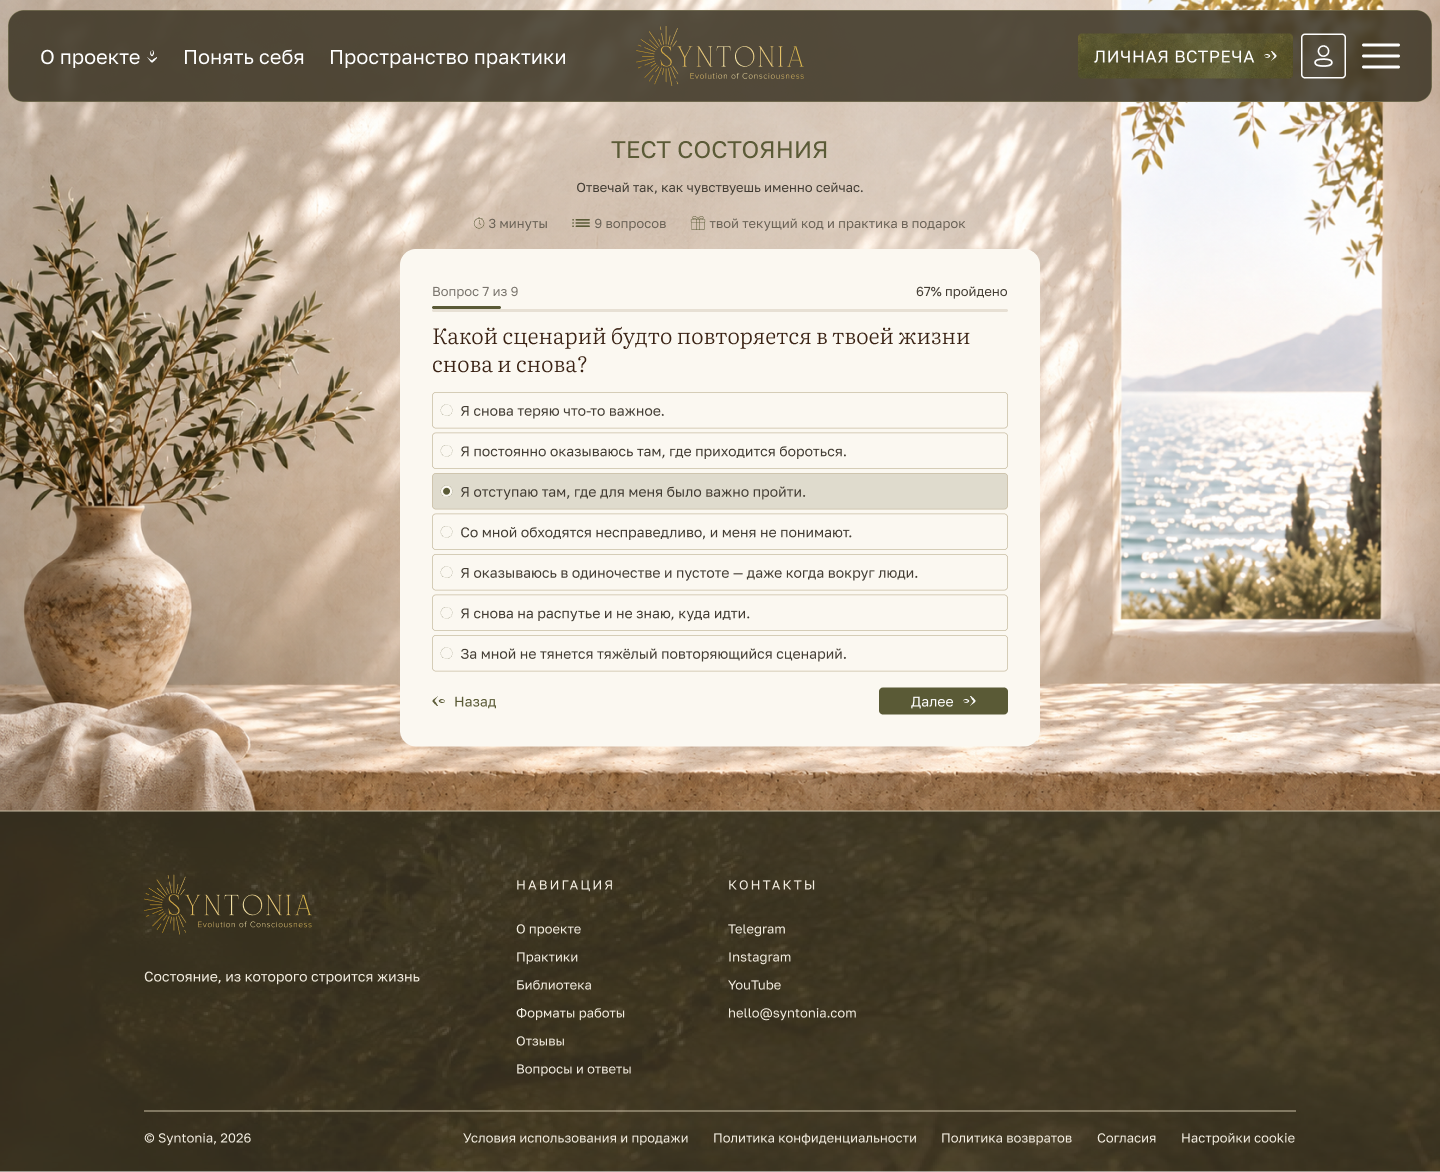 О проекте
Понять себя
Пространство практики
SYNTONIA
Evolution of Consciousness
ЛИЧНАЯ ВСТРЕЧА
ТЕСТ СОСТОЯНИЯ
Отвечай так, как чувствуешь именно сейчас.
3 минуты
9 вопросов
твой текущий код и практика в подарок
Вопрос 7 из 9
67% пройдено
Какой сценарий будто повторяется в твоей жизни
снова и снова?
Я снова теряю что-то важное.
Я постоянно оказываюсь там, где приходится бороться.
Я отступаю там, где для меня было важно пройти.
Со мной обходятся несправедливо, и меня не понимают.
Я оказываюсь в одиночестве и пустоте — даже когда вокруг люди.
Я снова на распутье и не знаю, куда идти.
За мной не тянется тяжёлый повторяющийся сценарий.
Назад
Далее
SYNTONIA
Evolution of Consciousness
Состояние, из которого строится жизнь
НАВИГАЦИЯ
О проекте
Практики
Библиотека
Форматы работы
Отзывы
Вопросы и ответы
КОНТАКТЫ
Telegram
Instagram
YouTube
hello@syntonia.com
© Syntonia, 2026
Условия использования и продажи
Политика конфиденциальности
Политика возвратов
Согласия
Настройки cookie